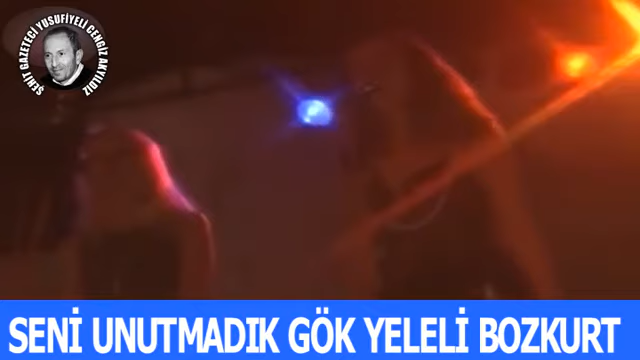 ŞEHİT GAZETECİ YUSUFİYELİ CENGİZ AKYILDIZ
SENİ UNUTMADIK GÖK YELELİ BOZKURT